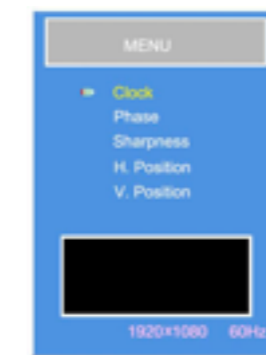 MENU
Clock
Phase
Sharpness
H. Position
V. Position
1920×1080 60Hz